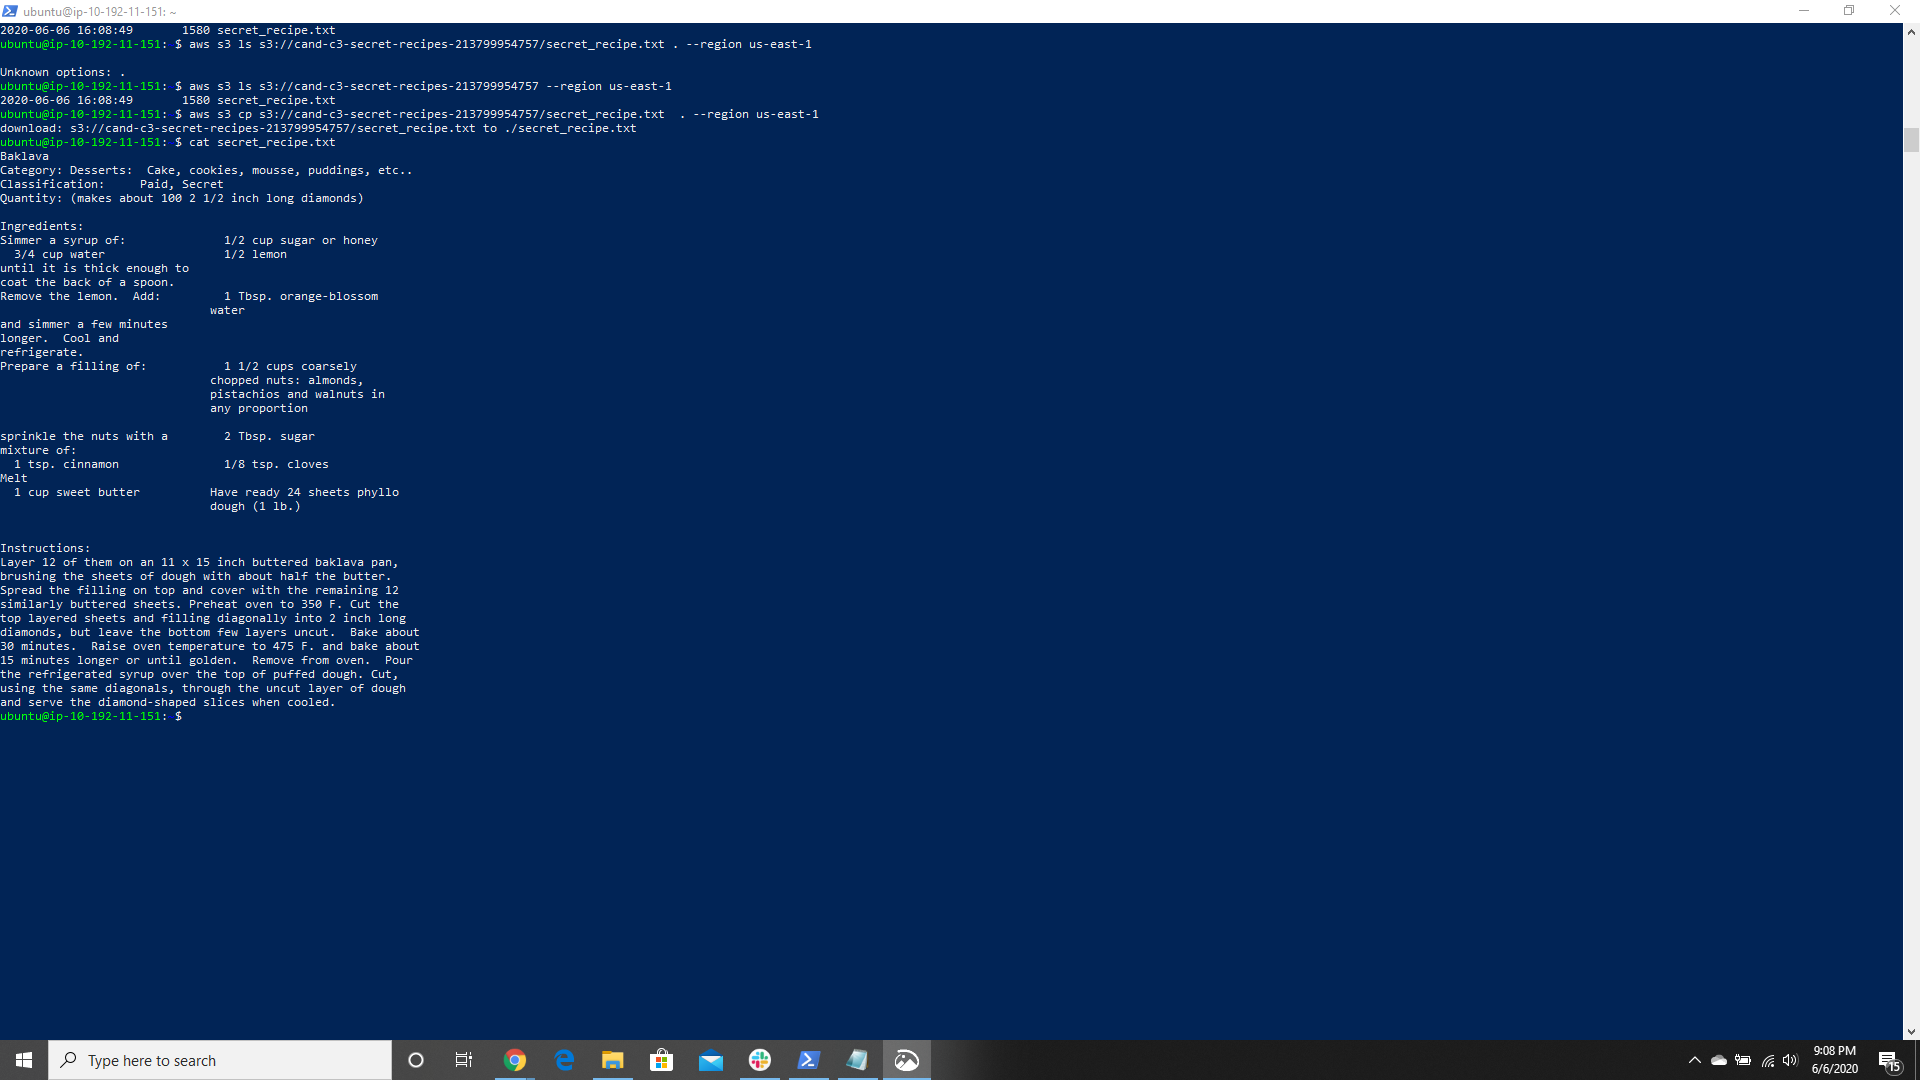 ubuntu@ip-10-192-11-151: ~
2020-06-06 16:08:49       1580 secret_recipe.txt
ubuntu@ip-10-192-11-151: $ aws s3 ls s3://cand-c3-secret-recipes-213799954757/secret_recipe.txt . --region us-east-1
Unknown options: .
ubuntu@ip-10-192-11-151: $ aws s3 ls s3://cand-c3-secret-recipes-213799954757 --region us-east-1
2020-06-06 16:08:49       1580 secret_recipe.txt
ubuntu@ip-10-192-11-151: $ aws s3 cp s3://cand-c3-secret-recipes-213799954757/secret_recipe.txt  . --region us-east-1
download: s3://cand-c3-secret-recipes-213799954757/secret_recipe.txt to ./secret_recipe.txt
ubuntu@ip-10-192-11-151: $ cat secret_recipe.txt
Baklava
Category: Desserts:  Cake, cookies, mousse, puddings, etc..
Classification:     Paid, Secret
Quantity: (makes about 100 2 1/2 inch long diamonds)
Ingredients:
Simmer a syrup of:              1/2 cup sugar or honey
  3/4 cup water                 1/2 lemon
until it is thick enough to
coat the back of a spoon.
Remove the lemon.  Add:         1 Tbsp. orange-blossom
                              water
and simmer a few minutes
longer.  Cool and
refrigerate.
Prepare a filling of:           1 1/2 cups coarsely
                              chopped nuts: almonds,
                              pistachios and walnuts in
                              any proportion
sprinkle the nuts with a        2 Tbsp. sugar
mixture of:
  1 tsp. cinnamon               1/8 tsp. cloves
Melt
  1 cup sweet butter          Have ready 24 sheets phyllo
                              dough (1 lb.)
Instructions:
Layer 12 of them on an 11 x 15 inch buttered baklava pan,
brushing the sheets of dough with about half the butter.
Spread the filling on top and cover with the remaining 12
similarly buttered sheets. Preheat oven to 350 F. Cut the
top layered sheets and filling diagonally into 2 inch long
diamonds, but leave the bottom few layers uncut.  Bake about
30 minutes.  Raise oven temperature to 475 F. and bake about
15 minutes longer or until golden.  Remove from oven.  Pour
the refrigerated syrup over the top of puffed dough. Cut,
using the same diagonals, through the uncut layer of dough
and serve the diamond-shaped slices when cooled.
ubuntu@ip-10-192-11-151: $
Type here to search
9:08 PM
6/6/2020
15